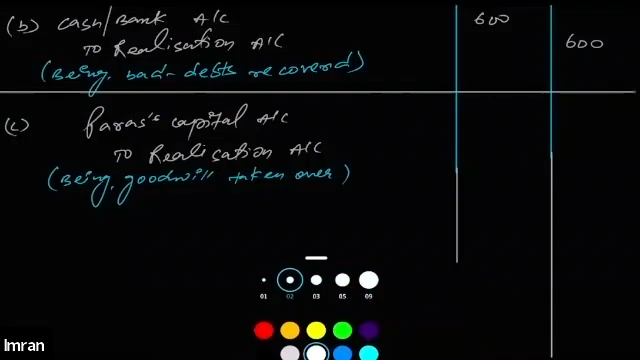 (b) Cash/Bank A/C 600
To Realisation A/C 600
(Being, bad-debts recovered)
(c) Paras's Capital A/C
To Realisation A/C
(Being, goodwill taken over)
01 02 03 05 09
Imran